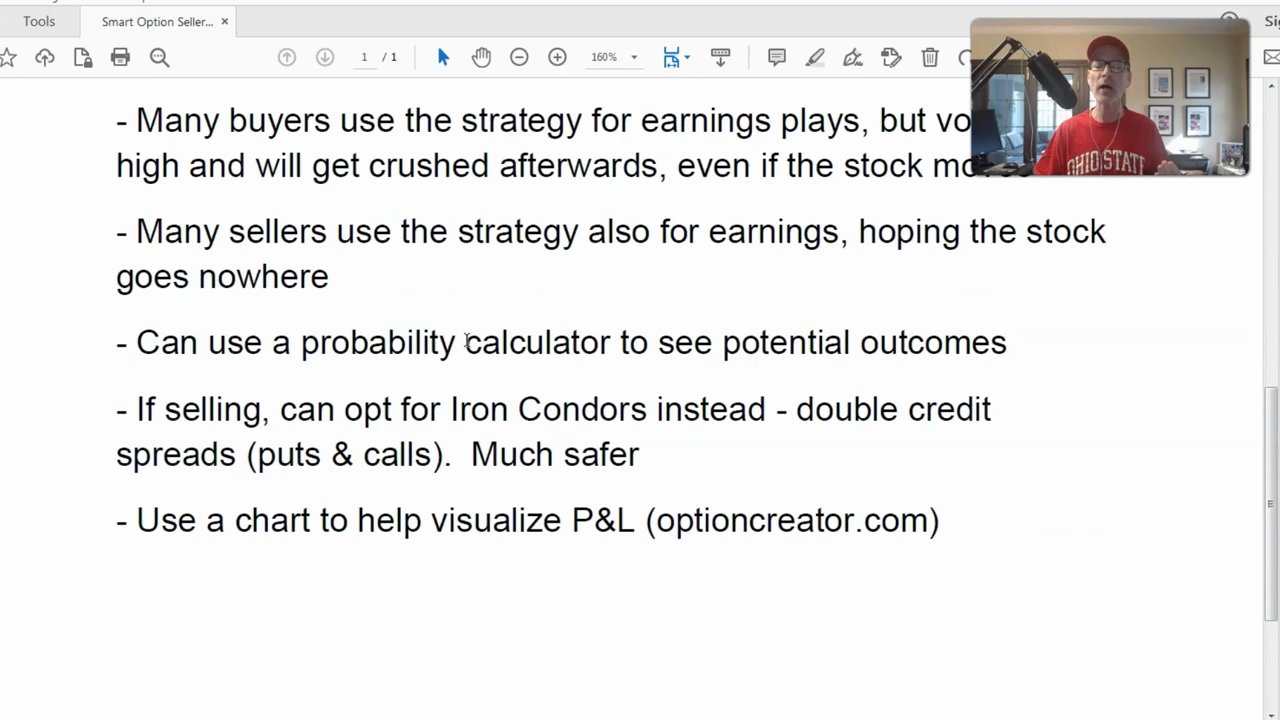 Tools
Smart Option Seller... ×
1 / 1
160%
- Many buyers use the strategy for earnings plays, but
high and will get crushed afterwards, even if the stock
- Many sellers use the strategy also for earnings, hoping the stock
goes nowhere
- Can use a probability calculator to see potential outcomes
- If selling, can opt for Iron Condors instead - double credit
spreads (puts & calls).  Much safer
- Use a chart to help visualize P&L (optioncreator.com)
OHIO STATE